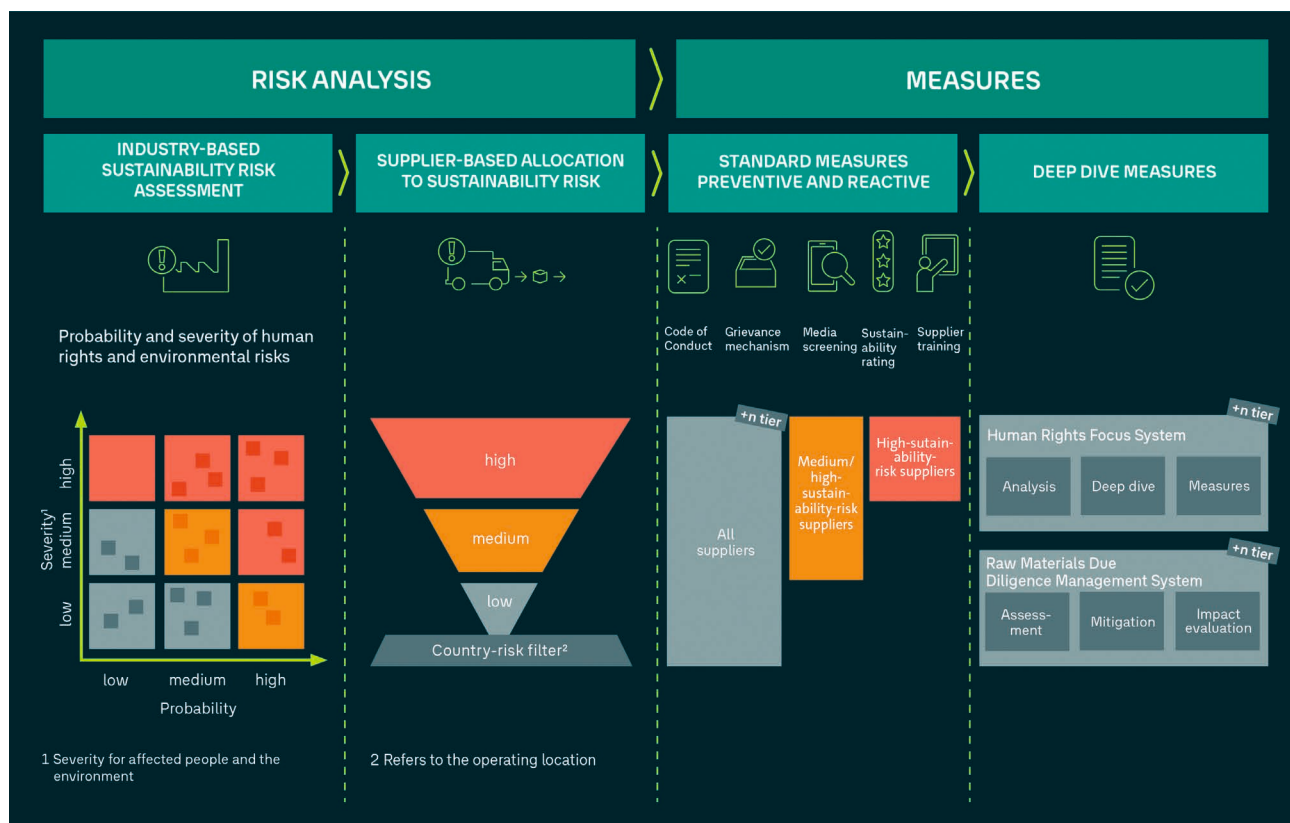 RISK ANALYSIS
MEASURES
INDUSTRY-BASED
SUSTAINABILITY RISK
ASSESSMENT
SUPPLIER-BASED ALLOCATION
TO SUSTAINABILITY RISK
STANDARD MEASURES
PREVENTIVE AND REACTIVE
DEEP DIVE MEASURES
Probability and severity of human
rights and environmental risks
Severity¹
high
medium
low
low
medium
high
Probability
1 Severity for affected people and the
environment
high
medium
low
Country-risk filter²
2 Refers to the operating location
Code of
Conduct
Grievance
mechanism
Media
screening
Sustain-
ability
rating
Supplier
training
+n tier
All
suppliers
Medium/
high-
sustain-
ability-risk
suppliers
High-sutain-
ability-
risk suppliers
+n tier
Human Rights Focus System
Analysis
Deep dive
Measures
+n tier
Raw Materials Due
Diligence Management System
Assess-
ment
Mitigation
Impact
evaluation